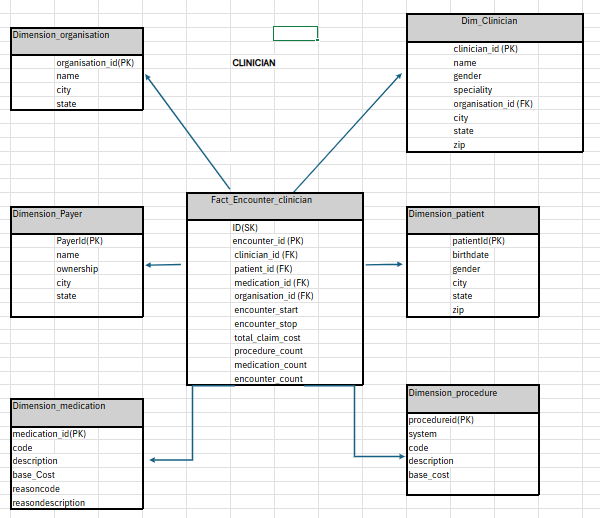 Dimension_organisation
organisation_id(PK)
name
city
state
CLINICIAN
Dim_Clinician
clinician_id (PK)
name
gender
speciality
organisation_id (FK)
city
state
zip
Fact_Encounter_clinician
ID(SK)
encounter_id (PK)
clinician_id (FK)
patient_id (FK)
medication_id (FK)
organisation_id (FK)
encounter_start
encounter_stop
total_claim_cost
procedure_count
medication_count
encounter_count
Dimension_Payer
PayerId(PK)
name
ownership
city
state
Dimension_patient
patientId(PK)
birthdate
gender
city
state
zip
Dimension_medication
medication_id(PK)
code
description
base_Cost
reasoncode
reasondescription
Dimension_procedure
procedureid(PK)
system
code
description
base_cost